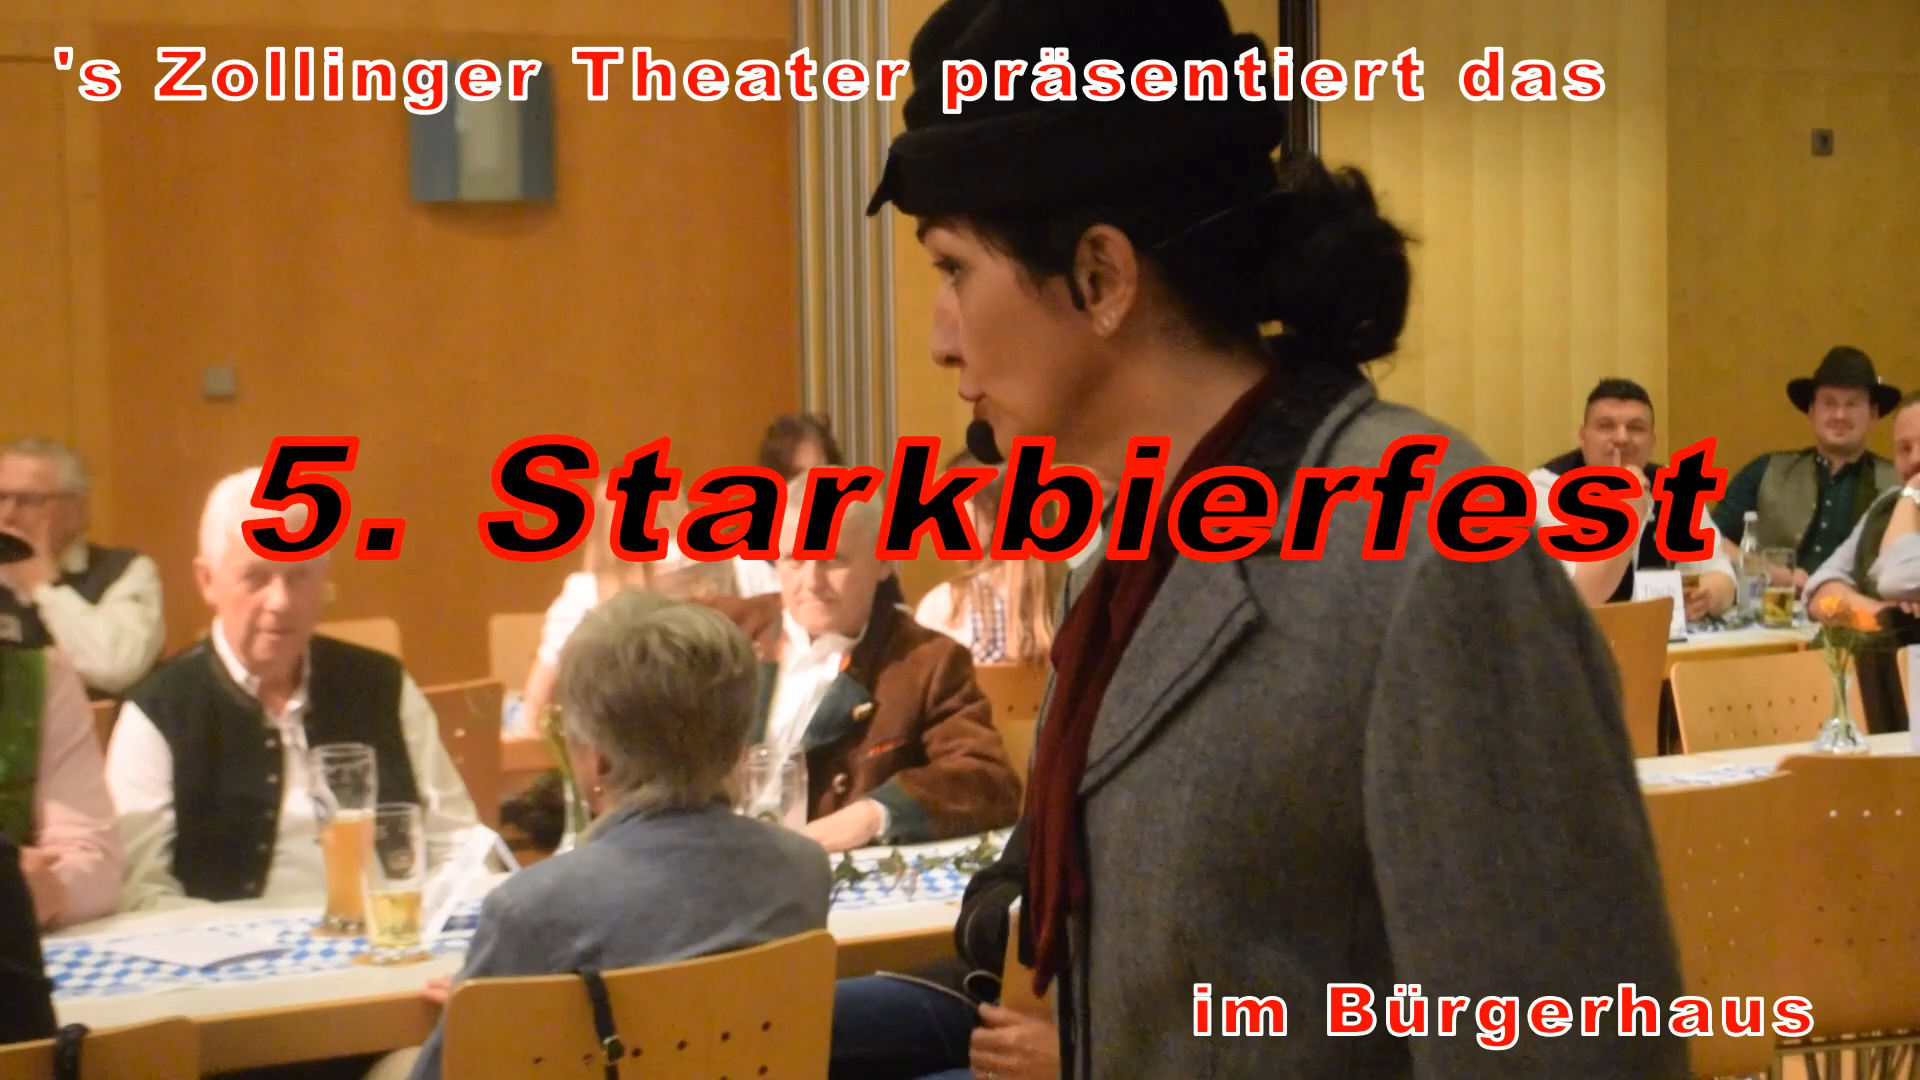 's Zollinger Theater präsentiert das
5. Starkbierfest
im Bürgerhaus